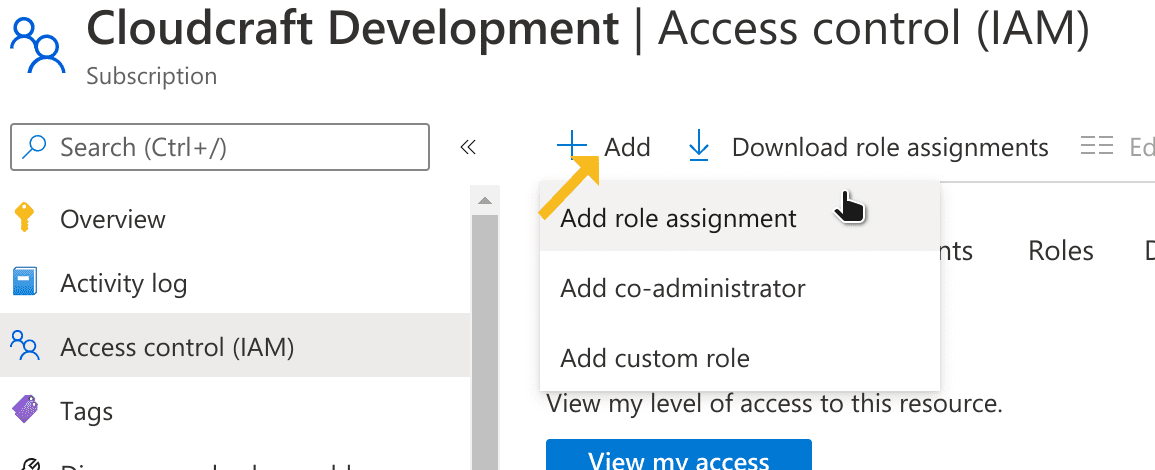 Cloudcraft Development | Access control (IAM)
Subscription
Search (Ctrl+/)
«
Add
Download role assignments
Ed
Overview
Add role assignment
nts
Roles
Activity log
Add co-administrator
Access control (IAM)
Add custom role
Tags
View my level of access to this resource.
View my access